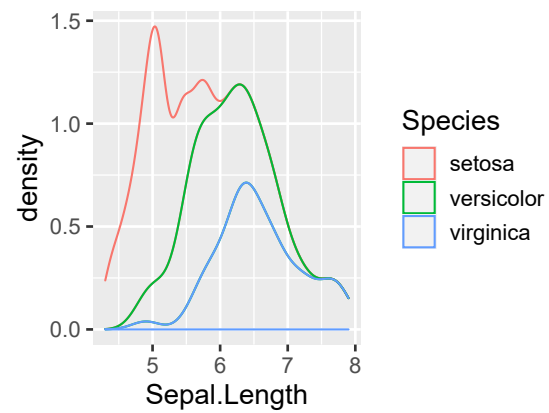 1.5
1.0
0.5
0.0
density
5 6 7 8
Sepal.Length
Species
setosa
versicolor
virginica